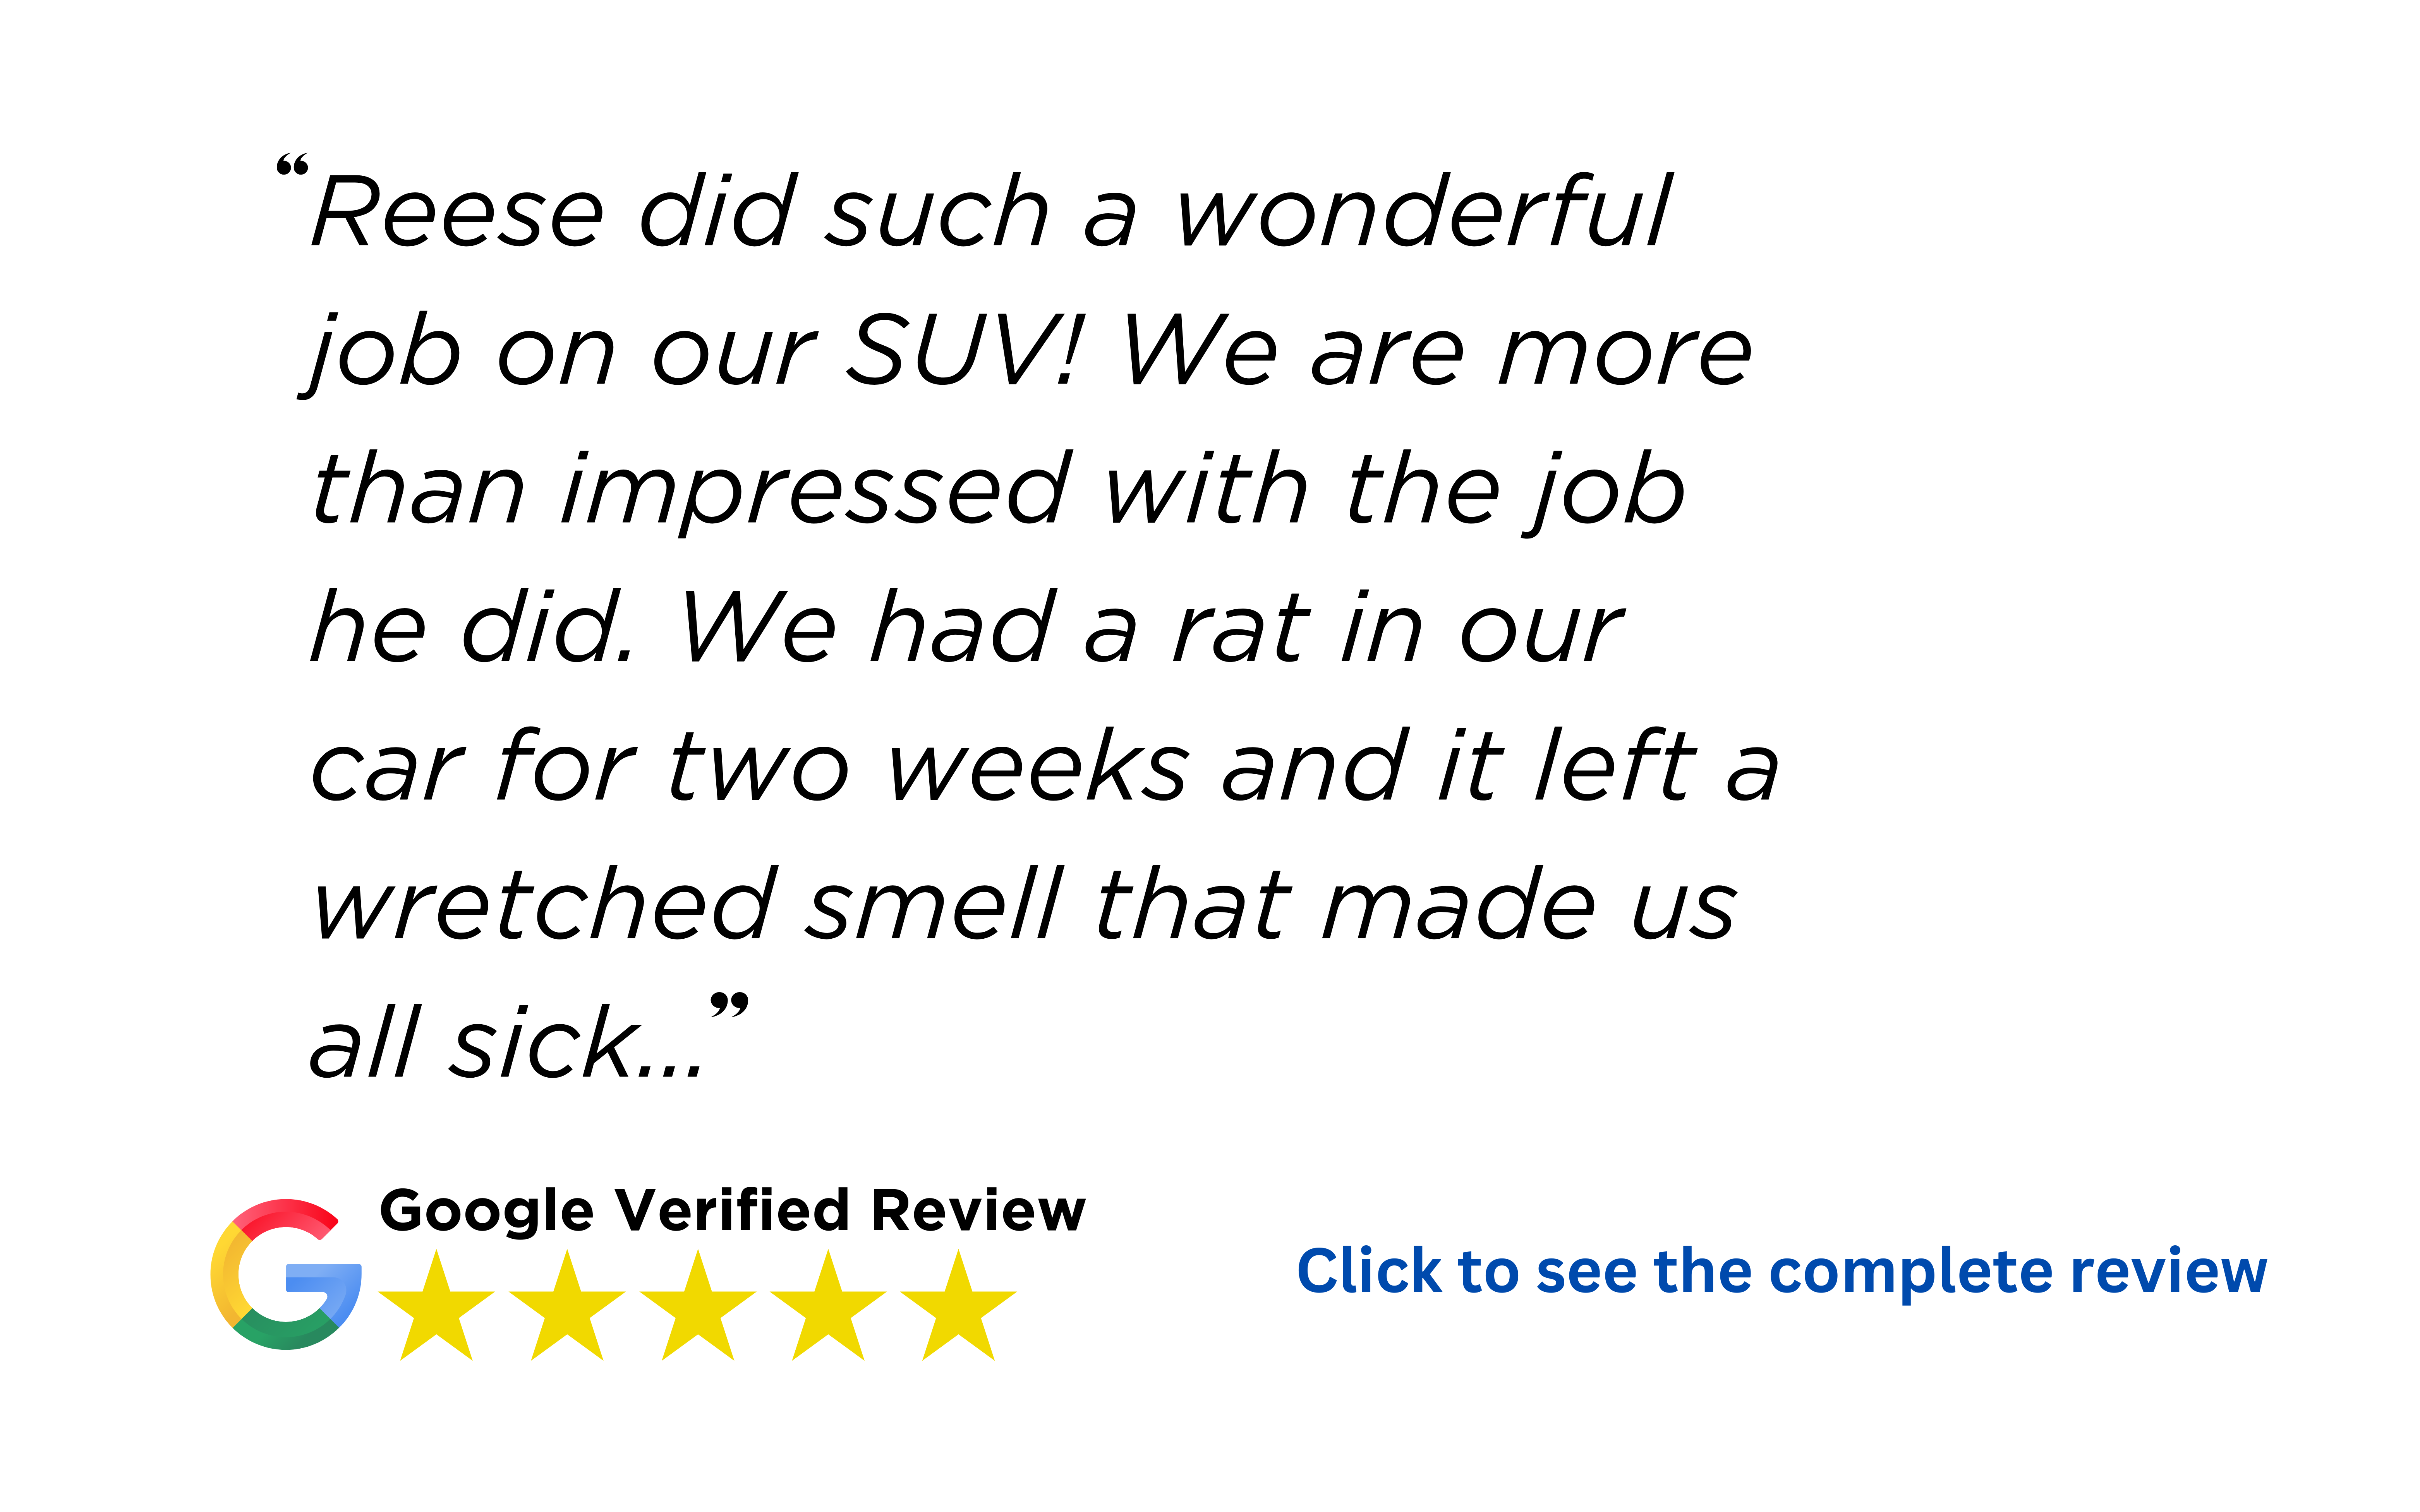 “Reese did such a wonderful
job on our SUV! We are more
than impressed with the job
he did. We had a rat in our
car for two weeks and it left a
wretched smell that made us
all sick...”
Google Verified Review
Click to see the complete review